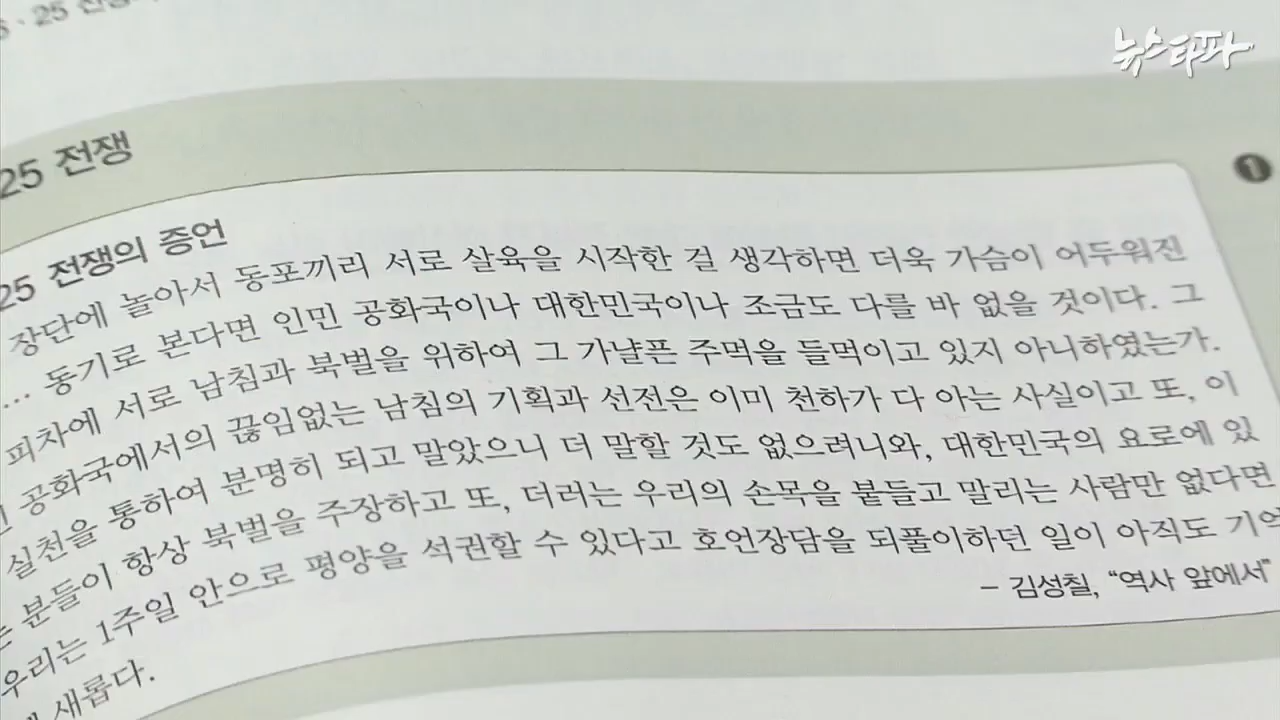 뉴스타파
25 전쟁
❶
25 전쟁의 증언
장단에 놀아서 동포끼리 서로 살육을 시작한 걸 생각하면 더욱 가슴이 어두워진
… 동기로 본다면 인민 공화국이나 대한민국이나 조금도 다를 바 없을 것이다. 그
피차에 서로 남침과 북벌을 위하여 그 가냘픈 주먹을 들먹이고 있지 아니하였는가.
공화국에서의 끊임없는 남침의 기획과 선전은 이미 천하가 다 아는 사실이고 또, 이
실천을 통하여 분명히 되고 말았으니 더 말할 것도 없으려니와, 대한민국의 요로에 있
는 분들이 항상 북벌을 주장하고 또, 더러는 우리의 손목을 붙들고 말리는 사람만 없다면
우리는 1주일 안으로 평양을 석권할 수 있다고 호언장담을 되풀이하던 일이 아직도 기억
새롭다.
– 김성칠, “역사 앞에서”